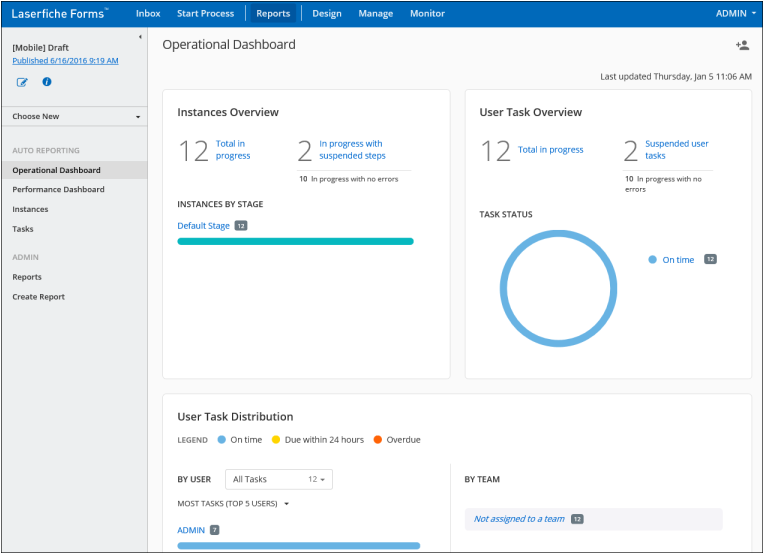 Laserfiche Forms™ Inbox Start Process Reports Design Manage Monitor ADMIN
[Mobile] Draft
Published 6/16/2016 9:19 AM
Choose New
AUTO REPORTING
Operational Dashboard
Performance Dashboard
Instances
Tasks
ADMIN
Reports
Create Report
Operational Dashboard
Last updated Thursday, Jan 5 11:06 AM
Instances Overview
12 Total in
progress
2 In progress with
suspended steps
10 In progress with no errors
INSTANCES BY STAGE
Default Stage 12
User Task Overview
12 Total in progress
2 Suspended user
tasks
10 In progress with no
errors
TASK STATUS
On time 12
User Task Distribution
LEGEND On time Due within 24 hours Overdue
BY USER All Tasks 12
MOST TASKS (TOP 5 USERS)
ADMIN 7
BY TEAM
Not assigned to a team 12